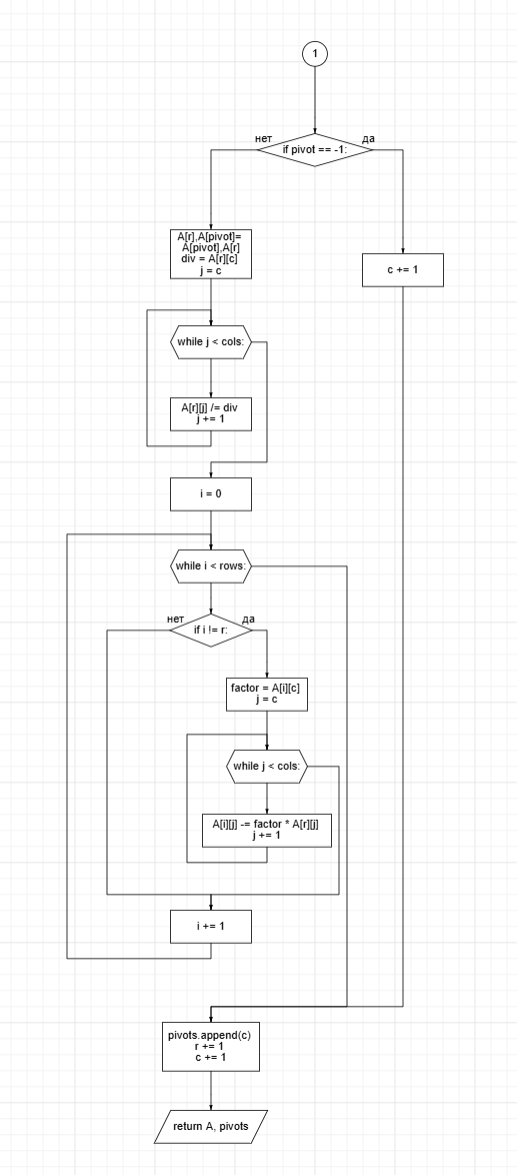 1
нет
да
if pivot == -1:
A[r],A[pivot]=
A[pivot],A[r]
div = A[r][c]
j = c
c += 1
while j < cols:
A[r][j] /= div
j += 1
i = 0
while i < rows:
нет
да
if i != r:
factor = A[i][c]
j = c
while j < cols:
A[i][j] -= factor * A[r][j]
j += 1
i += 1
pivots.append(c)
r += 1
c += 1
return A, pivots